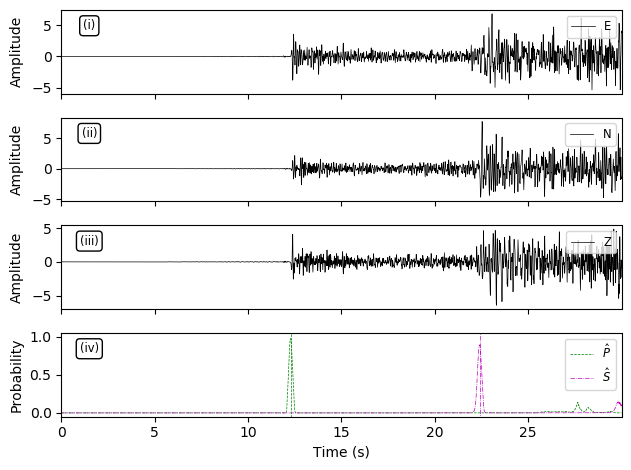 (i)
E
Amplitude
5
0
−5
(ii)
N
Amplitude
5
0
−5
(iii)
Z
Amplitude
5
0
−5
(iv)
P̂
Ŝ
Probability
1.0
0.5
0.0
0 5 10 15 20 25
Time (s)